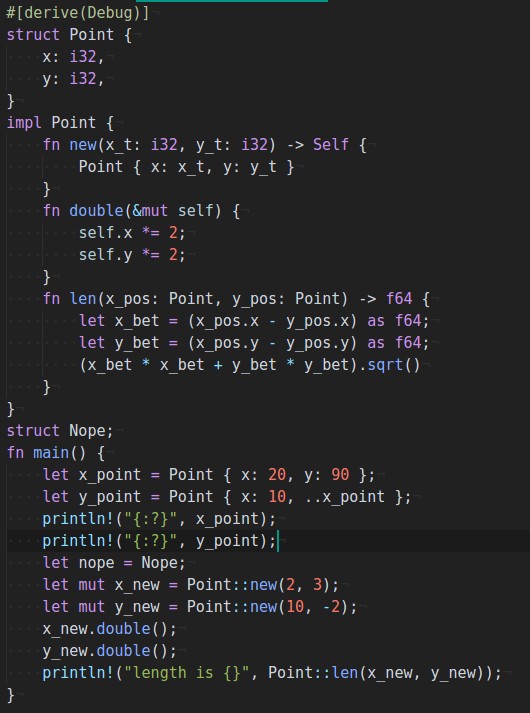 #[derive(Debug)]
struct Point {
    x: i32,
    y: i32,
}
impl Point {
    fn new(x_t: i32, y_t: i32) -> Self {
        Point { x: x_t, y: y_t }
    }
    fn double(&mut self) {
        self.x *= 2;
        self.y *= 2;
    }
    fn len(x_pos: Point, y_pos: Point) -> f64 {
        let x_bet = (x_pos.x - y_pos.x) as f64;
        let y_bet = (x_pos.y - y_pos.y) as f64;
        (x_bet * x_bet + y_bet * y_bet).sqrt()
    }
}
struct Nope;
fn main() {
    let x_point = Point { x: 20, y: 90 };
    let y_point = Point { x: 10, ..x_point };
    println!("{:?}", x_point);
    println!("{:?}", y_point);
    let nope = Nope;
    let mut x_new = Point::new(2, 3);
    let mut y_new = Point::new(10, -2);
    x_new.double();
    y_new.double();
    println!("length is {}", Point::len(x_new, y_new));
}